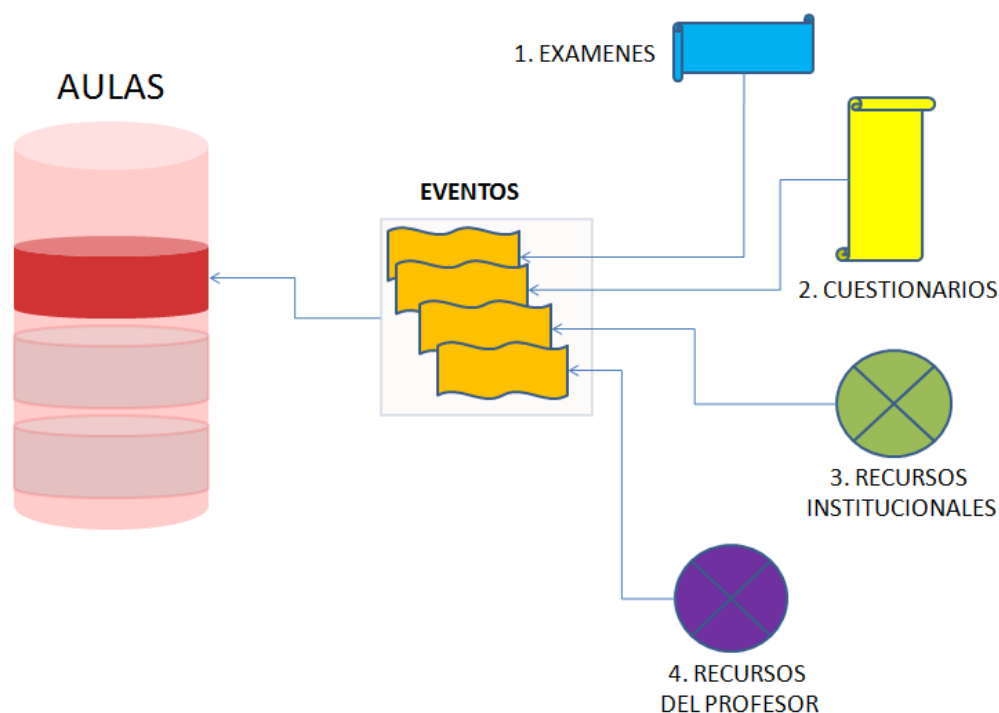 1. EXAMENES
AULAS
EVENTOS
2. CUESTIONARIOS
3. RECURSOS
INSTITUCIONALES
4. RECURSOS
DEL PROFESOR